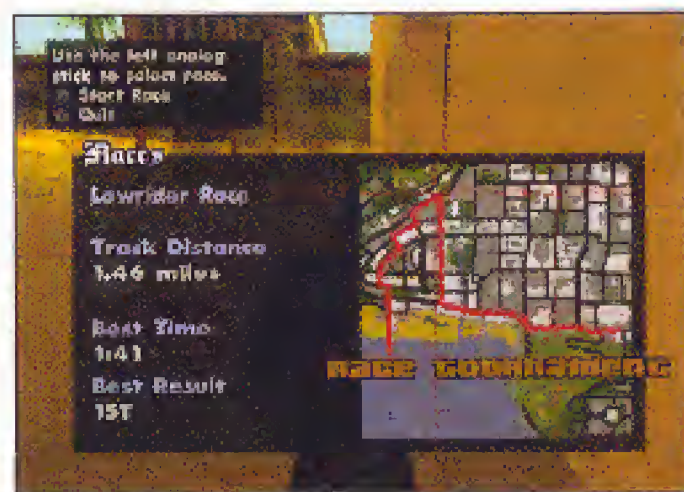 Use the left analog
stick to select race.
Start Race
Quit
Races
Lowrider Race
Track Distance
1.46 miles
Best Time
1:41
Best Result
1ST
RACE TOURNAMENT